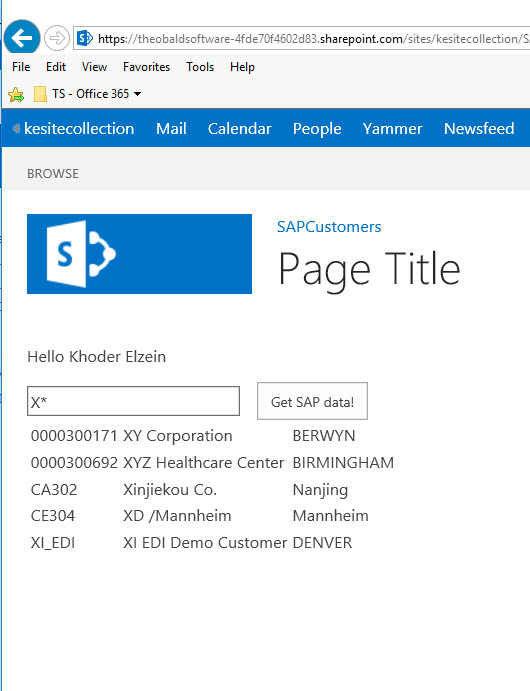 https://theobaldsoftware-4fde70f4602d83.sharepoint.com/sites/kesitecollection/S
File Edit View Favorites Tools Help
TS - Office 365
kesitecollection Mail Calendar People Yammer Newsfeed
BROWSE
S
SAPCustomers
Page Title
Hello Khoder Elzein
X* Get SAP data!
0000300171 XY Corporation BERWYN
0000300692 XYZ Healthcare Center BIRMINGHAM
CA302 Xinjiekou Co. Nanjing
CE304 XD /Mannheim Mannheim
XI_EDI XI EDI Demo Customer DENVER